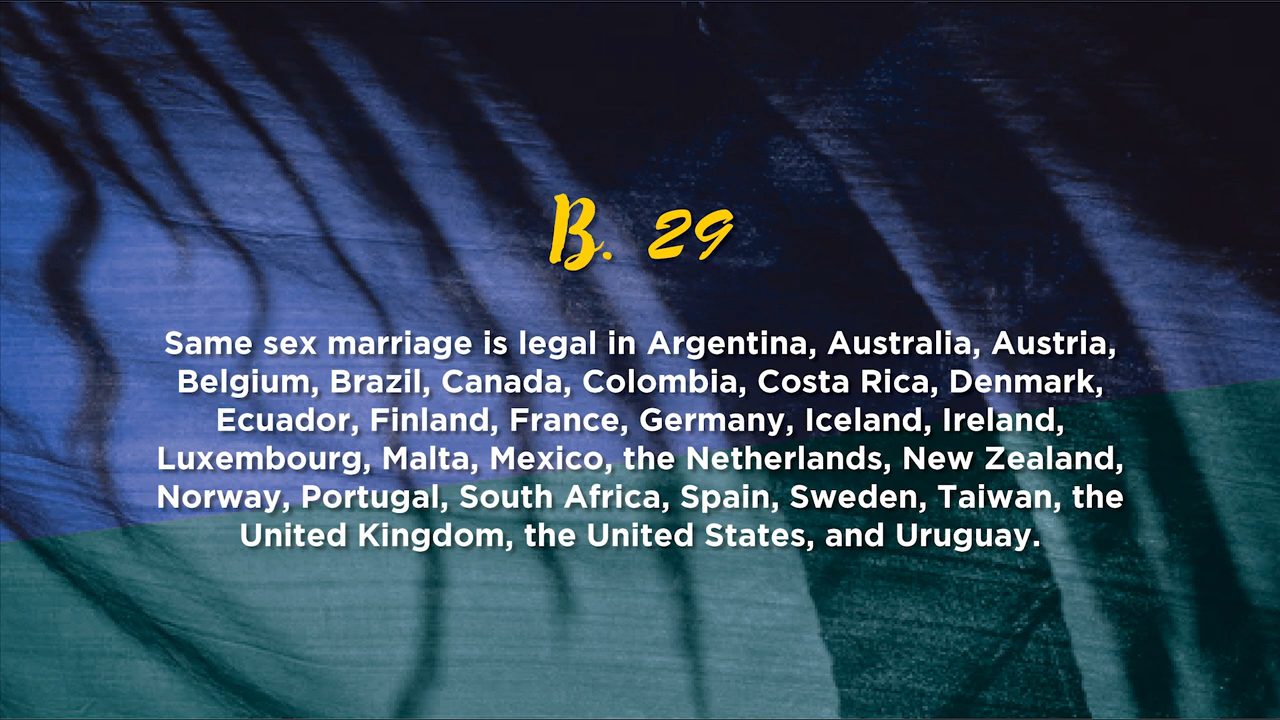 B. 29
Same sex marriage is legal in Argentina, Australia, Austria,
Belgium, Brazil, Canada, Colombia, Costa Rica, Denmark,
Ecuador, Finland, France, Germany, Iceland, Ireland,
Luxembourg, Malta, Mexico, the Netherlands, New Zealand,
Norway, Portugal, South Africa, Spain, Sweden, Taiwan, the
United Kingdom, the United States, and Uruguay.